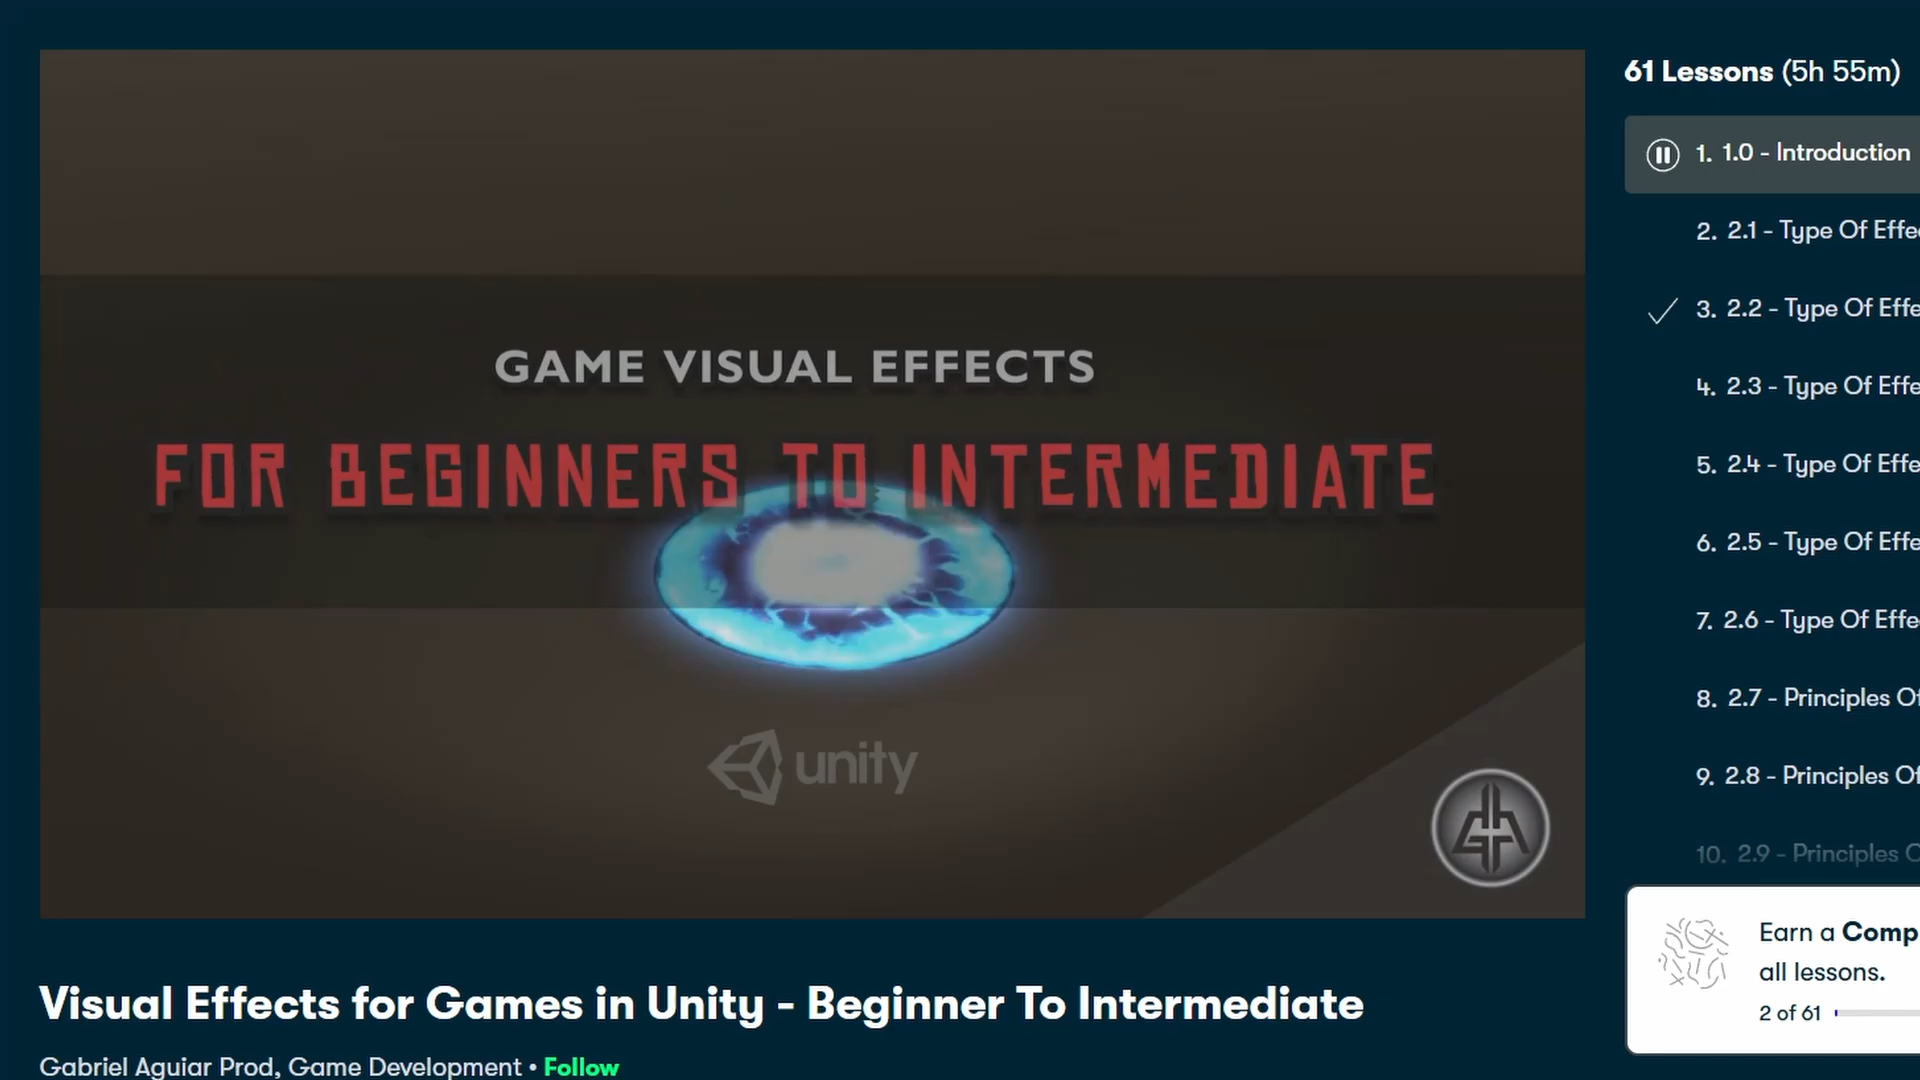 GAME VISUAL EFFECTS
FOR BEGINNERS TO INTERMEDIATE
unity
Visual Effects for Games in Unity - Beginner To Intermediate
Gabriel Aguiar Prod, Game Development • Follow
61 Lessons (5h 55m)
1. 1.0 - Introduction
2. 2.1 - Type Of Effe
3. 2.2 - Type Of Effe
4. 2.3 - Type Of Effe
5. 2.4 - Type Of Effe
6. 2.5 - Type Of Effe
7. 2.6 - Type Of Effe
8. 2.7 - Principles Of
9. 2.8 - Principles Of
10. 2.9 - Principles O
Earn a Comp
all lessons.
2 of 61